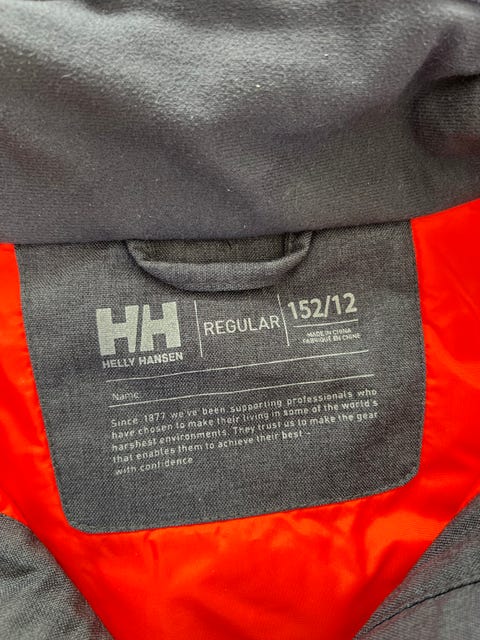 HH
HELLY HANSEN
REGULAR
152/12
MADE IN CHINA
FABRIQUÉ EN CHINE
Name:
Since 1877 we've been supporting professionals who
have chosen to make their living in some of the world's
harshest environments. They trust us to make the gear
that enables them to achieve their best -
with confidence